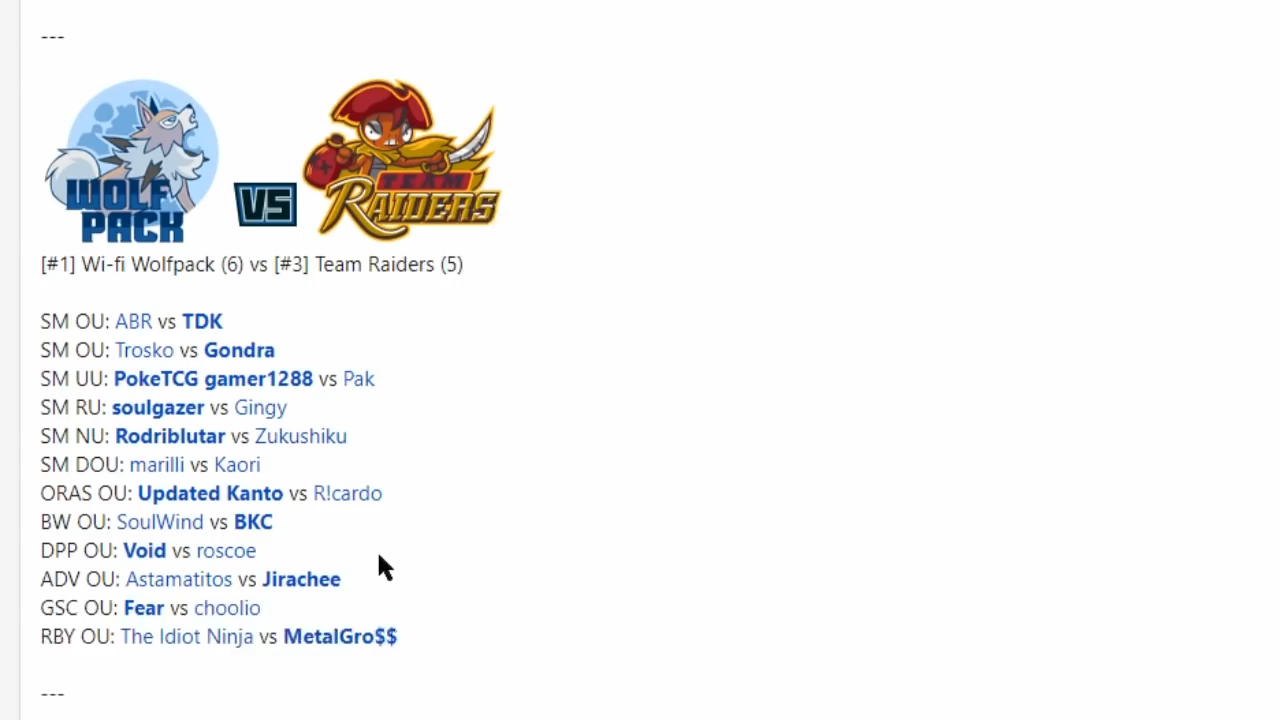 ---
WOLF
PACK
VS
TEAM
RAIDERS
[#1] Wi-fi Wolfpack (6) vs [#3] Team Raiders (5)
SM OU: ABR vs TDK
SM OU: Trosko vs Gondra
SM UU: PokeTCG gamer1288 vs Pak
SM RU: soulgazer vs Gingy
SM NU: Rodriblutar vs Zukushiku
SM DOU: marilli vs Kaori
ORAS OU: Updated Kanto vs R!cardo
BW OU: SoulWind vs BKC
DPP OU: Void vs roscoe
ADV OU: Astamatitos vs Jirachee
GSC OU: Fear vs choolio
RBY OU: The Idiot Ninja vs MetalGro$$
---